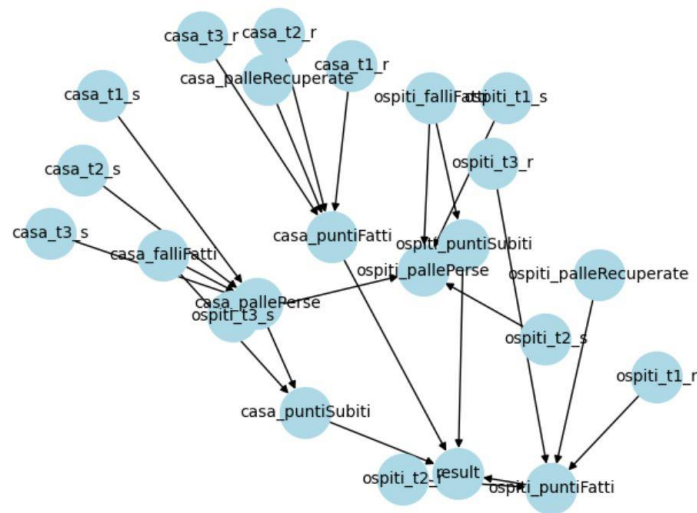 casa_t3_r
casa_t2_r
casa_t1_r
casa_palleRecuperate
casa_t1_s
ospiti_falliFatti
ospiti_t1_s
casa_t2_s
ospiti_t3_r
casa_t3_s
casa_falliFatti
casa_puntiFatti
ospiti_puntiSubiti
ospiti_pallePerse
ospiti_palleRecuperate
casa_pallePerse
ospiti_t3_s
ospiti_t2_s
ospiti_t1_r
casa_puntiSubiti
ospiti_t2_r
result
ospiti_puntiFatti